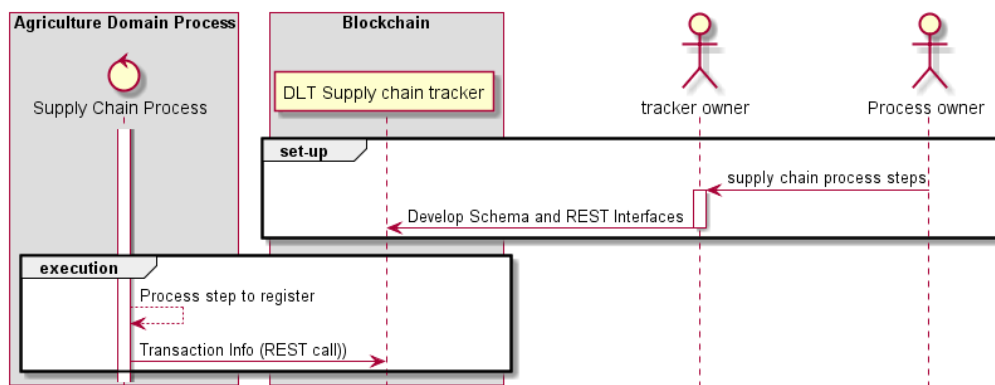 Agriculture Domain Process
Blockchain
Supply Chain Process
DLT Supply chain tracker
tracker owner
Process owner
set-up
supply chain process steps
Develop Schema and REST Interfaces
execution
Process step to register
Transaction Info (REST call))